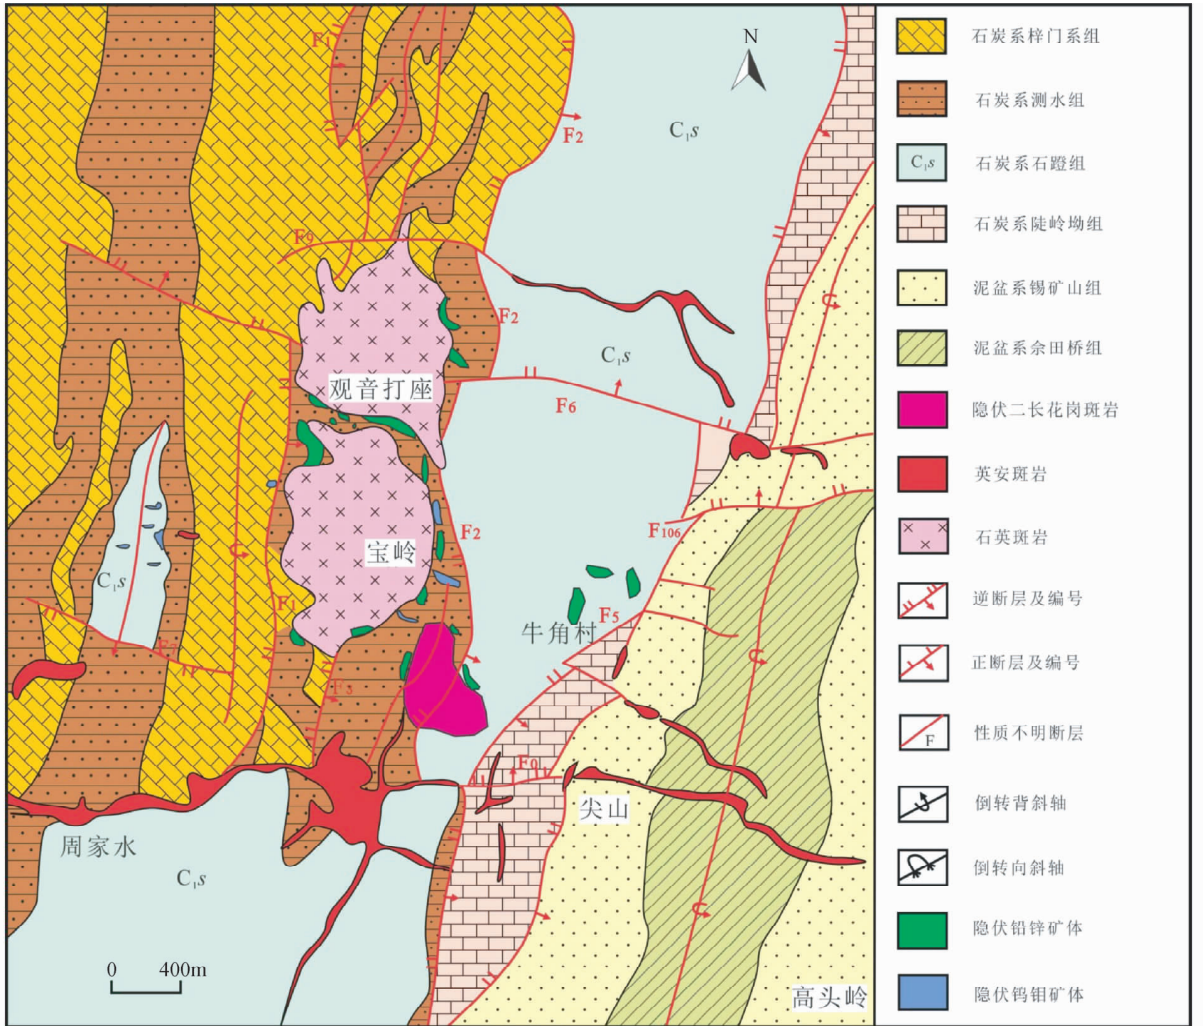 F1
N
F2
C₁s
F9
F2
C₁s
观音打座
F6
F2
F106
宝岭
C₁s
F1
F5
牛角村
F7
F3
F0
尖山
周家水
C₁s
0 400m
高头岭
石炭系梓门系组
石炭系测水组
C₁s 石炭系石蹬组
石炭系陡岭坳组
泥盆系锡矿山组
泥盆系佘田桥组
隐伏二长花岗斑岩
英安斑岩
石英斑岩
逆断层及编号
正断层及编号
F 性质不明断层
倒转背斜轴
倒转向斜轴
隐伏铅锌矿体
隐伏钨钼矿体